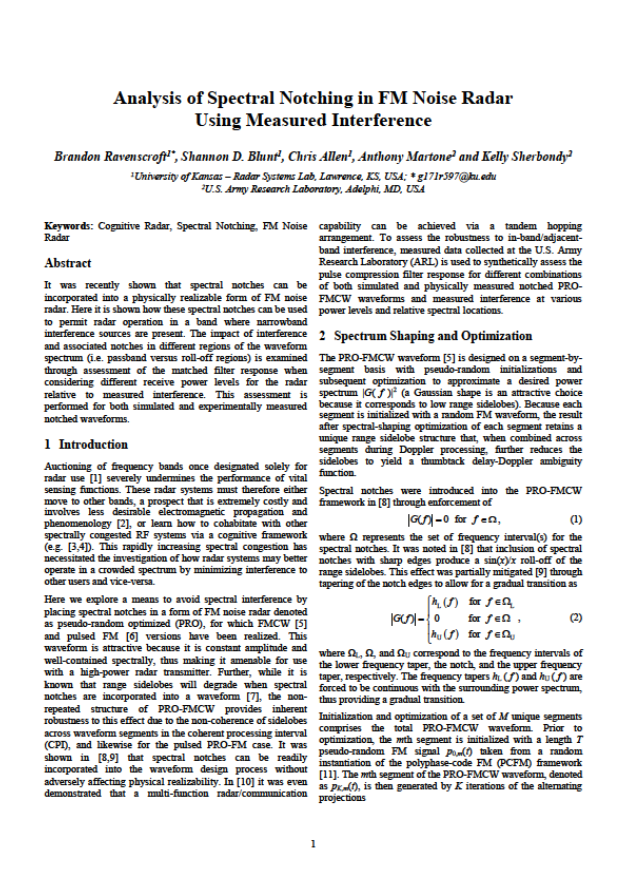 Analysis of Spectral Notching in FM Noise Radar
Using Measured Interference
Brandon Ravenscroft¹*, Shannon D. Blunt¹, Chris Allen¹, Anthony Martone² and Kelly Sherbondy²
¹University of Kansas – Radar Systems Lab, Lawrence, KS, USA; * g171r597@ku.edu
²U.S. Army Research Laboratory, Adelphi, MD, USA
Keywords: Cognitive Radar, Spectral Notching, FM Noise
Radar
Abstract
It was recently shown that spectral notches can be
incorporated into a physically realizable form of FM noise
radar. Here it is shown how these spectral notches can be used
to permit radar operation in a band where narrowband
interference sources are present. The impact of interference
and associated notches in different regions of the waveform
spectrum (i.e. passband versus roll-off regions) is examined
through assessment of the matched filter response when
considering different receive power levels for the radar
relative to measured interference. This assessment is
performed for both simulated and experimentally measured
notched waveforms.
1 Introduction
Auctioning of frequency bands once designated solely for
radar use [1] severely undermines the performance of vital
sensing functions. These radar systems must therefore either
move to other bands, a prospect that is extremely costly and
involves less desirable electromagnetic propagation and
phenomenology [2], or learn how to cohabitate with other
spectrally congested RF systems via a cognitive framework
(e.g. [3,4]). This rapidly increasing spectral congestion has
necessitated the investigation of how radar systems may better
operate in a crowded spectrum by minimizing interference to
other users and vice-versa.
Here we explore a means to avoid spectral interference by
placing spectral notches in a form of FM noise radar denoted
as pseudo-random optimized (PRO), for which FMCW [5]
and pulsed FM [6] versions have been realized. This
waveform is attractive because it is constant amplitude and
well-contained spectrally, thus making it amenable for use
with a high-power radar transmitter. Further, while it is
known that range sidelobes will degrade when spectral
notches are incorporated into a waveform [7], the non-
repeated structure of PRO-FMCW provides inherent
robustness to this effect due to the non-coherence of sidelobes
across waveform segments in the coherent processing interval
(CPI), and likewise for the pulsed PRO-FM case. It was
shown in [8,9] that spectral notches can be readily
incorporated into the waveform design process without
adversely affecting physical realizability. In [10] it was even
demonstrated that a multi-function radar/communication
capability can be achieved via a tandem hopping
arrangement. To assess the robustness to in-band/adjacent-
band interference, measured data collected at the U.S. Army
Research Laboratory (ARL) is used to synthetically assess the
pulse compression filter response for different combinations
of both simulated and physically measured notched PRO-
FMCW waveforms and measured interference at various
power levels and relative spectral locations.
2 Spectrum Shaping and Optimization
The PRO-FMCW waveform [5] is designed on a segment-by-
segment basis with pseudo-random initializations and
subsequent optimization to approximate a desired power
spectrum |G( f )|² (a Gaussian shape is an attractive choice
because it corresponds to low range sidelobes). Because each
segment is initialized with a random FM waveform, the result
after spectral-shaping optimization of each segment retains a
unique range sidelobe structure that, when combined across
segments during Doppler processing, further reduces the
sidelobes to yield a thumbtack delay-Doppler ambiguity
function.
Spectral notches were introduced into the PRO-FMCW
framework in [8] through enforcement of
|G(f)| = 0 for f ∈ Ω, (1)
where Ω represents the set of frequency interval(s) for the
spectral notches. It was noted in [8] that inclusion of spectral
notches with sharp edges produce a sin(x)/x roll-off of the
range sidelobes. This effect was partially mitigated [9] through
tapering of the notch edges to allow for a gradual transition as
h_L( f ) for f ∈ Ω_L
|G(f)| = { 0 for f ∈ Ω , (2)
h_U( f ) for f ∈ Ω_U
where Ω_L, Ω, and Ω_U correspond to the frequency intervals of
the lower frequency taper, the notch, and the upper frequency
taper, respectively. The frequency tapers h_L( f ) and h_U( f ) are
forced to be continuous with the surrounding power spectrum,
thus providing a gradual transition.
Initialization and optimization of a set of M unique segments
comprises the total PRO-FMCW waveform. Prior to
optimization, the mth segment is initialized with a length T
pseudo-random FM signal p_0,m(t) taken from a random
instantiation of the polyphase-code FM (PCFM) framework
[11]. The mth segment of the PRO-FMCW waveform, denoted
as p_K,m(t), is then generated by K iterations of the alternating
projections
1